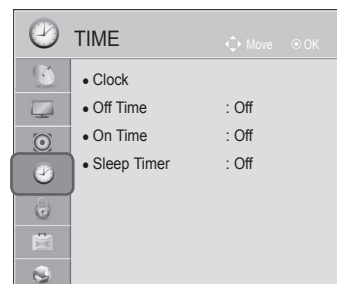 TIME Move OK
• Clock
• Off Time : Off
• On Time : Off
• Sleep Timer : Off